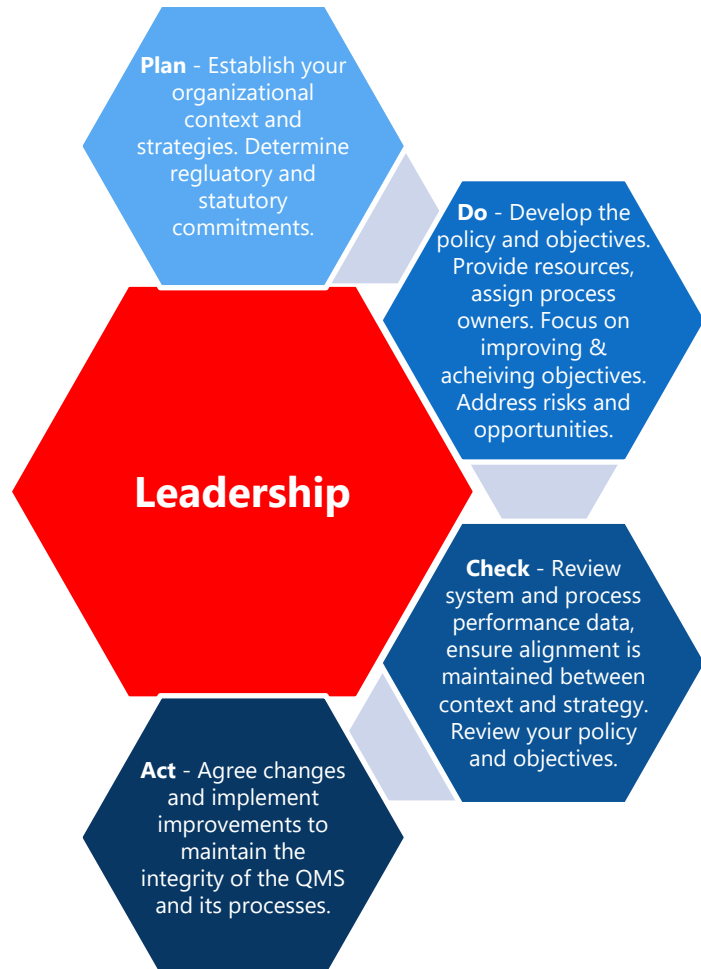 Plan - Establish your
organizational
context and
strategies. Determine
regluatory and
statutory
commitments.
Do - Develop the
policy and objectives.
Provide resources,
assign process
owners. Focus on
improving &
acheiving objectives.
Address risks and
opportunities.
Leadership
Check - Review
system and process
performance data,
ensure alignment is
maintained between
context and strategy.
Review your policy
and objectives.
Act - Agree changes
and implement
improvements to
maintain the
integrity of the QMS
and its processes.